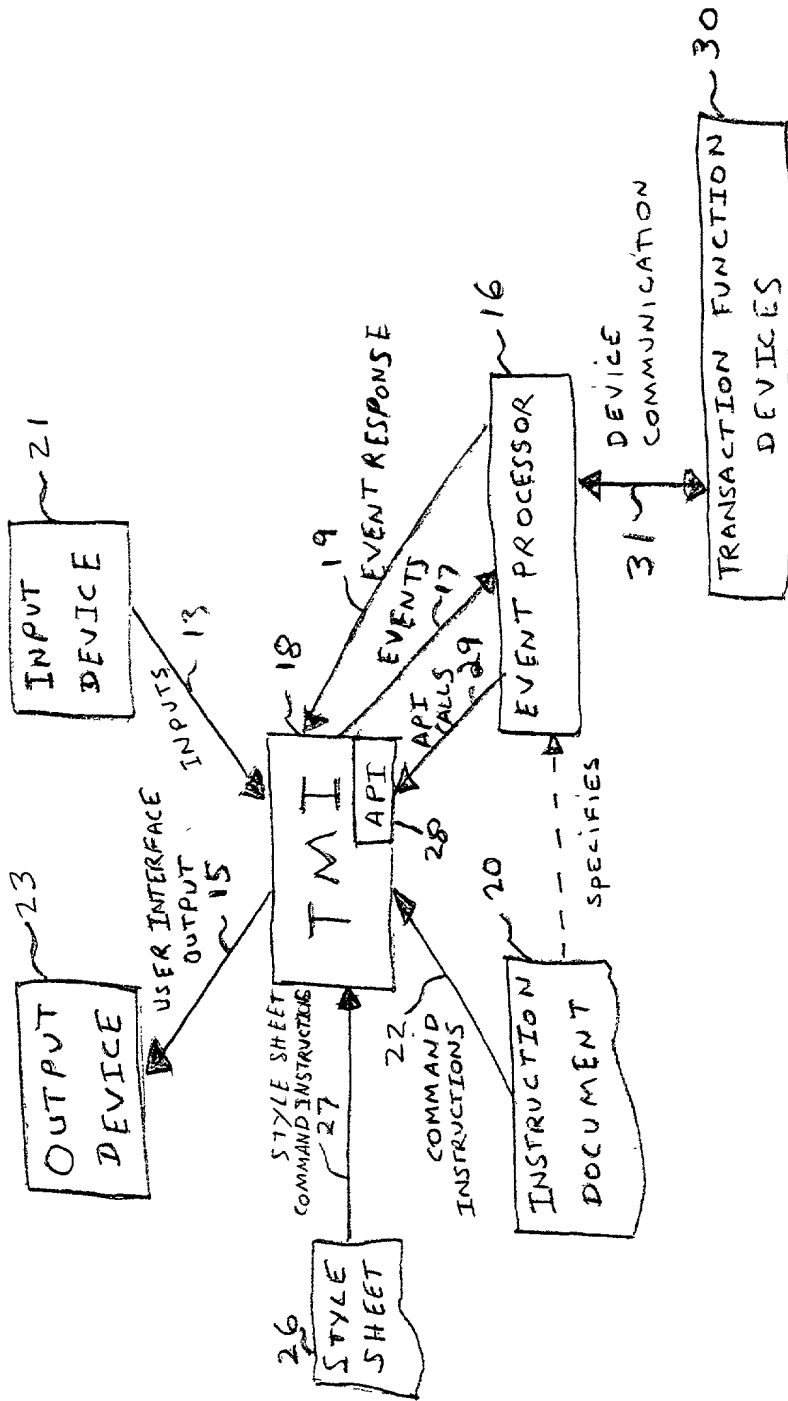 OUTPUT
DEVICE
23
INPUT
DEVICE
21
USER INTERFACE
OUTPUT
15
INPUTS
13
STYLE
SHEET
26
STYLE SHEET
COMMAND INSTRUCTIONS
27
TMI
API
18
28
19
EVENT RESPONSE
EVENTS
17
API
CALLS
29
22
COMMAND
INSTRUCTIONS
INSTRUCTION
DOCUMENT
20
SPECIFIES
EVENT PROCESSOR
16
31
DEVICE
COMMUNICATION
TRANSACTION FUNCTION
DEVICES
30